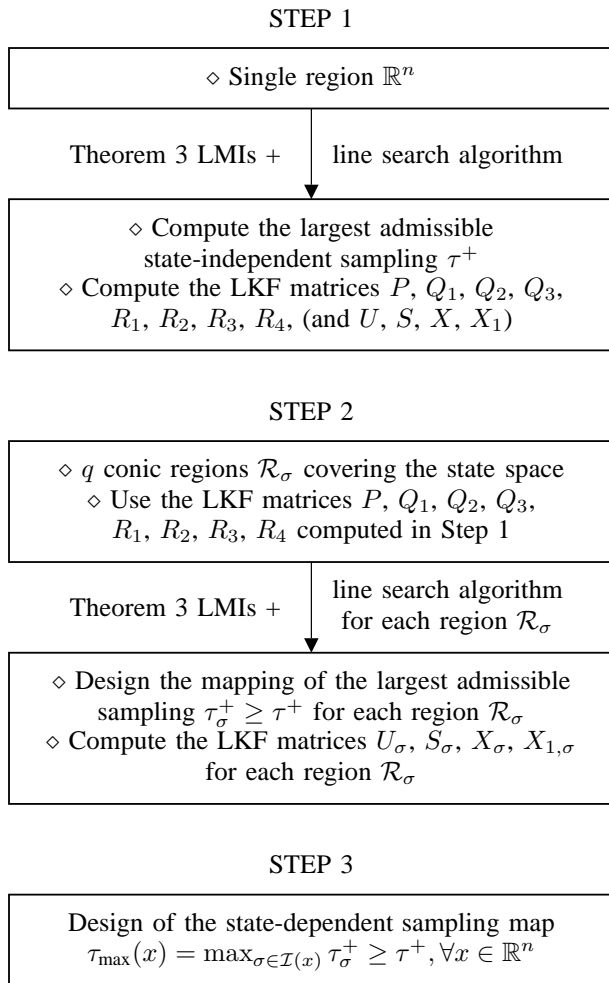 STEP 1
⋄ Single region ℝⁿ
Theorem 3 LMIs + line search algorithm
⋄ Compute the largest admissible
state-independent sampling τ⁺
⋄ Compute the LKF matrices P, Q₁, Q₂, Q₃,
R₁, R₂, R₃, R₄, (and U, S, X, X₁)
STEP 2
⋄ q conic regions ℛ_σ covering the state space
⋄ Use the LKF matrices P, Q₁, Q₂, Q₃,
R₁, R₂, R₃, R₄ computed in Step 1
Theorem 3 LMIs +
line search algorithm
for each region ℛ_σ
⋄ Design the mapping of the largest admissible
sampling τ_σ⁺ ≥ τ⁺ for each region ℛ_σ
⋄ Compute the LKF matrices U_σ, S_σ, X_σ, X_{1,σ}
for each region ℛ_σ
STEP 3
Design of the state-dependent sampling map
τ_max(x) = max_{σ∈ℐ(x)} τ_σ⁺ ≥ τ⁺, ∀x ∈ ℝⁿ